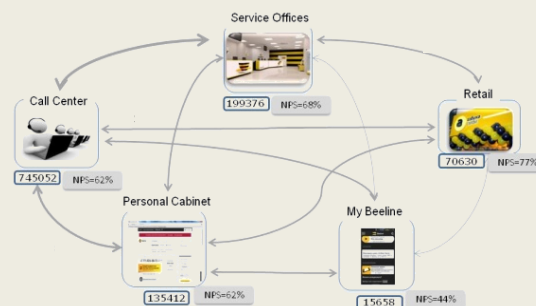 Service Offices
199376
NPS=68%
Call Center
745052
NPS=62%
Retail
70630
NPS=77%
Personal Cabinet
135412
NPS=62%
My Beeline
15658
NPS=44%